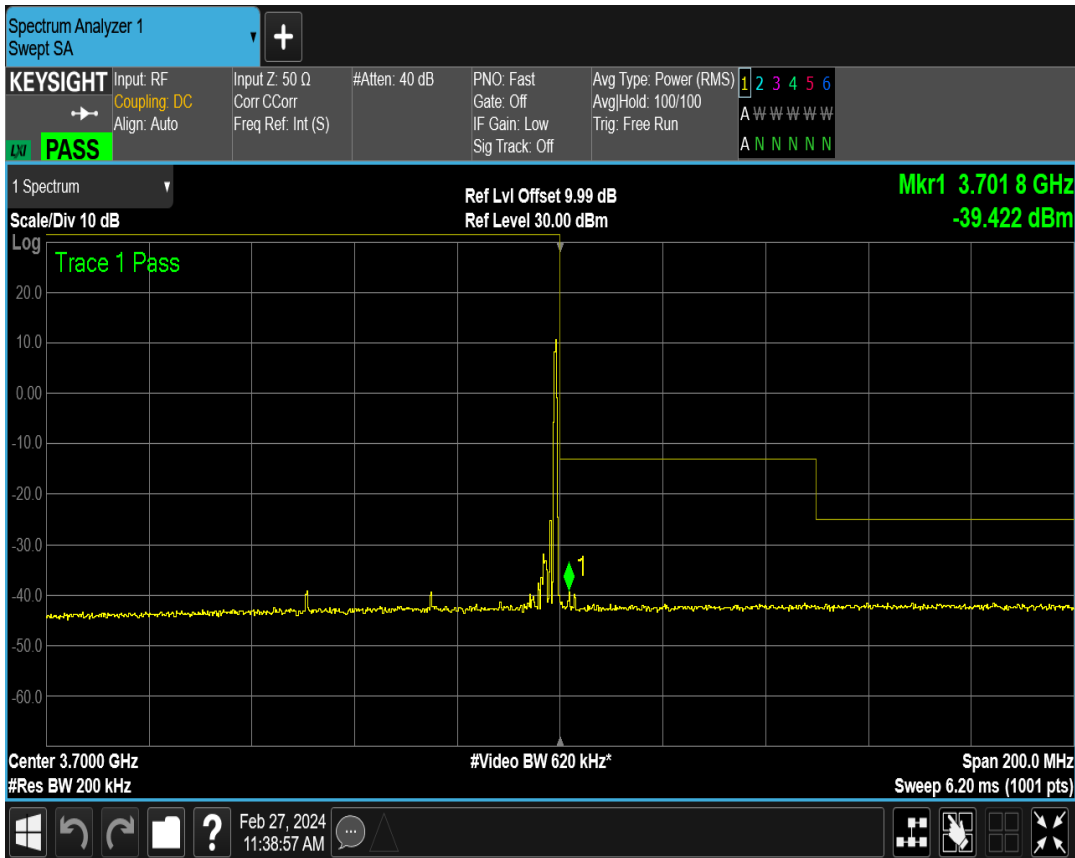 Spectrum Analyzer 1
Swept SA
+
KEYSIGHT
LXI PASS
Input: RF
Coupling: DC
Align: Auto
Input Z: 50 Ω
Corr CCorr
Freq Ref: Int (S)
#Atten: 40 dB
PNO: Fast
Gate: Off
IF Gain: Low
Sig Track: Off
Avg Type: Power (RMS)
Avg|Hold: 100/100
Trig: Free Run
1 2 3 4 5 6
A W W W W W
A N N N N N
1 Spectrum
Scale/Div 10 dB
Ref Lvl Offset 9.99 dB
Ref Level 30.00 dBm
Mkr1 3.701 8 GHz
-39.422 dBm
Log
Trace 1 Pass
20.0
10.0
0.00
-10.0
-20.0
-30.0
1
-40.0
-50.0
-60.0
Center 3.7000 GHz
#Res BW 200 kHz
#Video BW 620 kHz*
Span 200.0 MHz
Sweep 6.20 ms (1001 pts)
?
Feb 27, 2024
11:38:57 AM